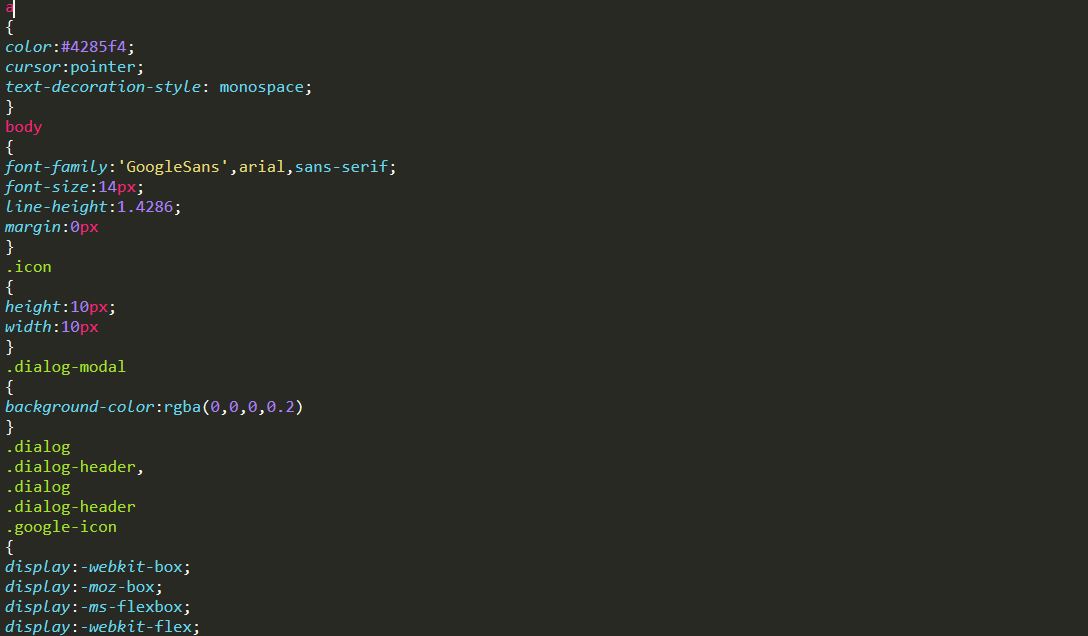 a
{
color:#4285f4;
cursor:pointer;
text-decoration-style: monospace;
}
body
{
font-family:'GoogleSans',arial,sans-serif;
font-size:14px;
line-height:1.4286;
margin:0px
}
.icon
{
height:10px;
width:10px
}
.dialog-modal
{
background-color:rgba(0,0,0,0.2)
}
.dialog
.dialog-header,
.dialog
.dialog-header
.google-icon
{
display:-webkit-box;
display:-moz-box;
display:-ms-flexbox;
display:-webkit-flex;